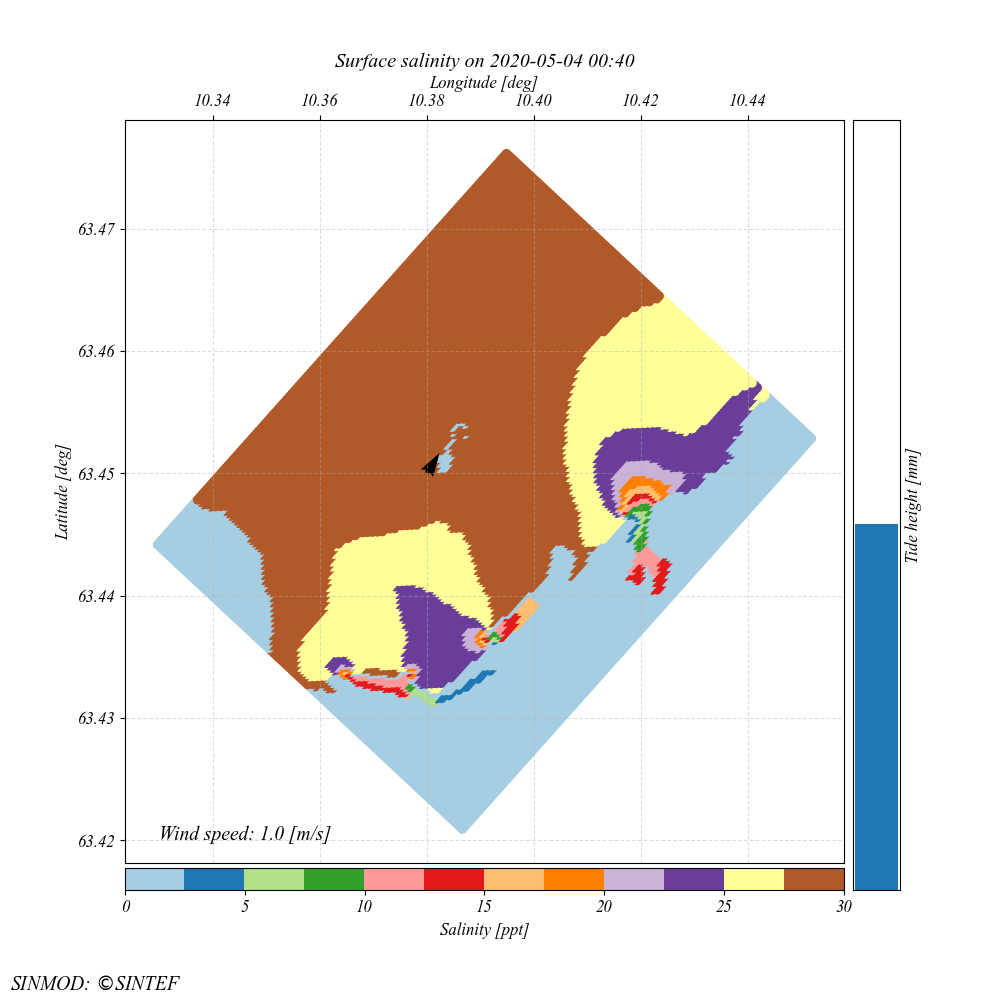 Surface salinity on 2020-05-04 00:40
Longitude [deg]
10.34 10.36 10.38 10.40 10.42 10.44
63.47
63.46
63.45
63.44
63.43
63.42
Latitude [deg]
Tide height [mm]
Wind speed: 1.0 [m/s]
0 5 10 15 20 25 30
Salinity [ppt]
SINMOD: ©SINTEF